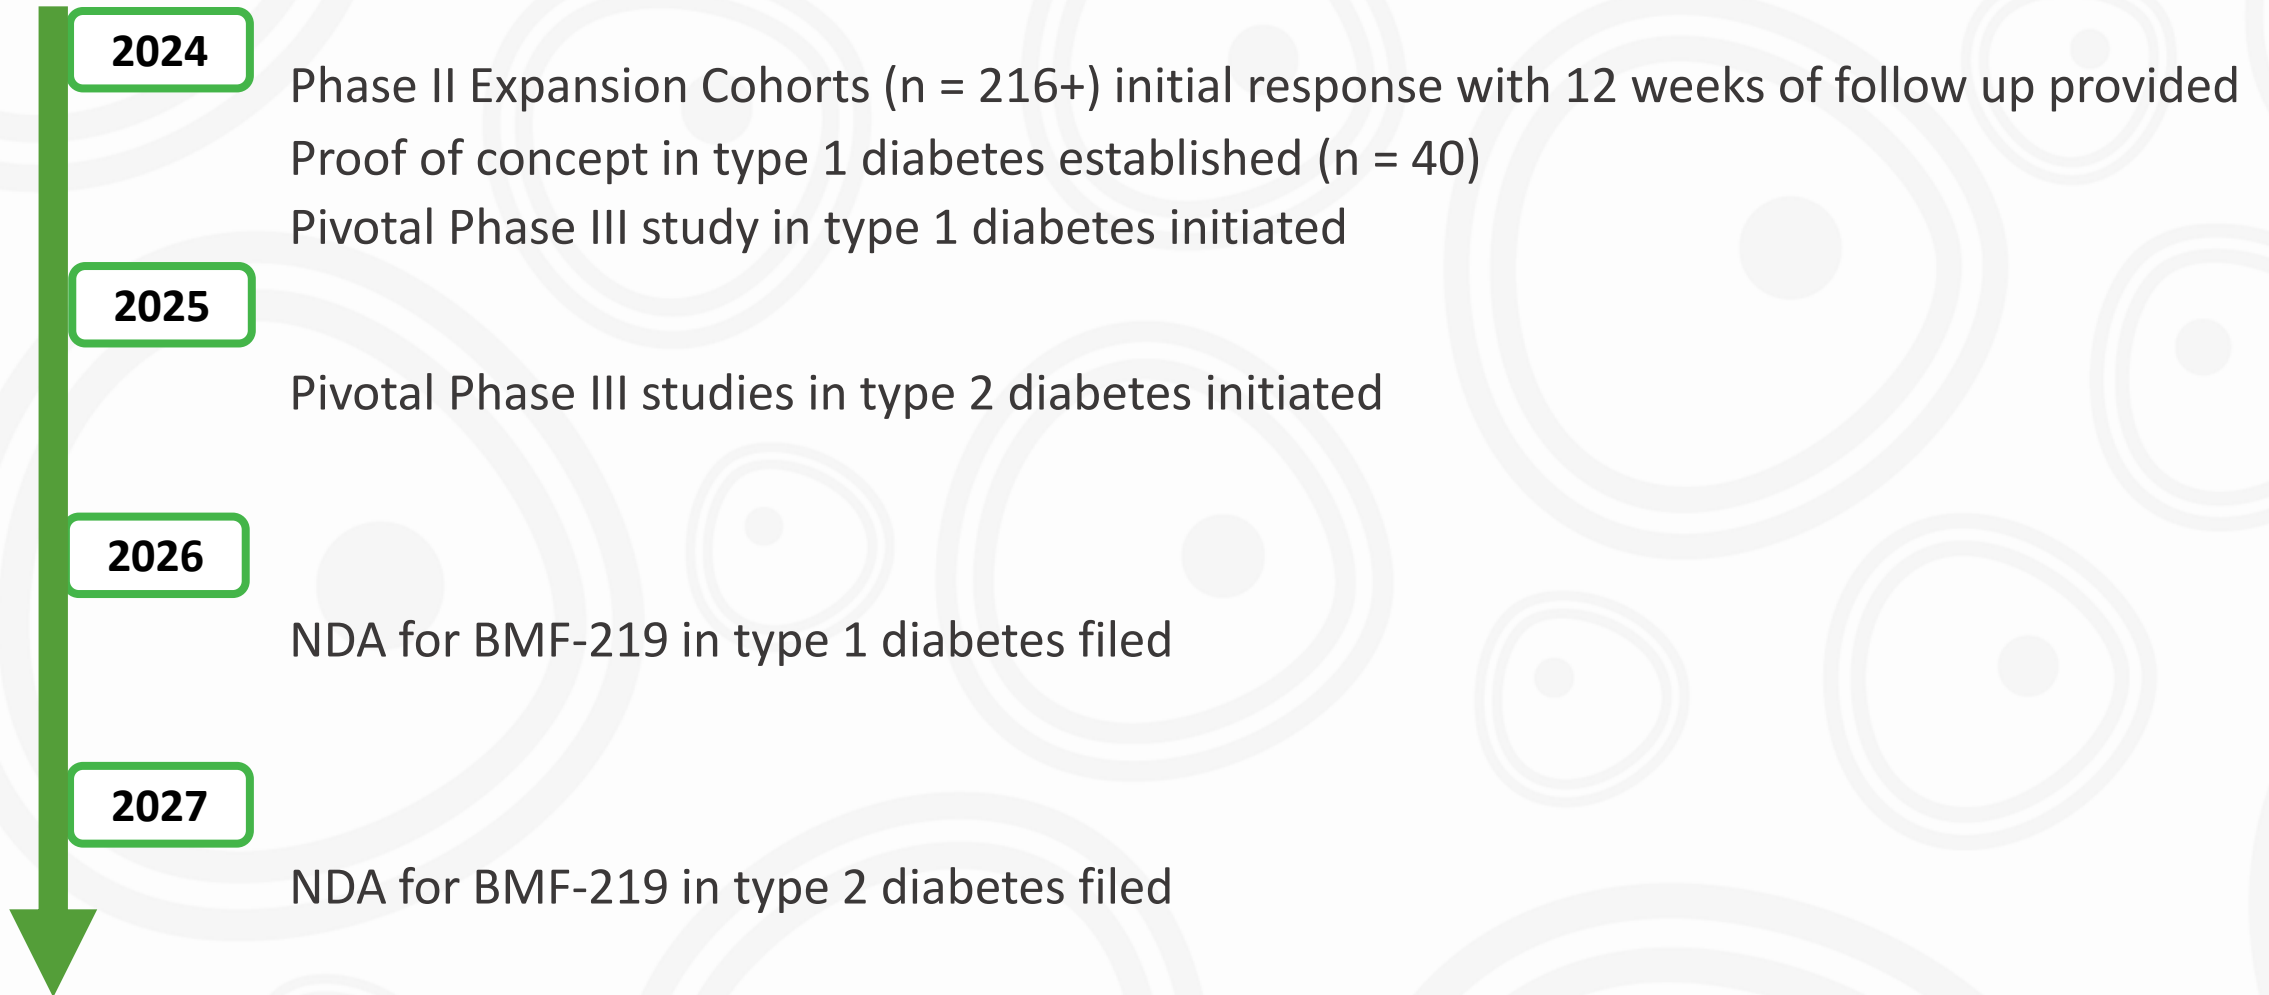 2024
Phase II Expansion Cohorts (n = 216+) initial response with 12 weeks of follow up provided
Proof of concept in type 1 diabetes established (n = 40)
Pivotal Phase III study in type 1 diabetes initiated
2025
Pivotal Phase III studies in type 2 diabetes initiated
2026
NDA for BMF-219 in type 1 diabetes filed
2027
NDA for BMF-219 in type 2 diabetes filed